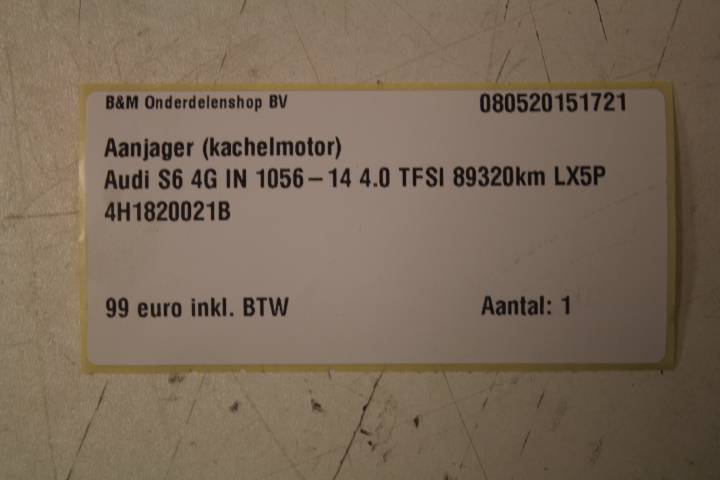 B&M Onderdelenshop BV 080520151721
Aanjager (kachelmotor)
Audi S6 4G IN 1056-14 4.0 TFSI 89320km LX5P
4H1820021B
99 euro inkl. BTW Aantal: 1